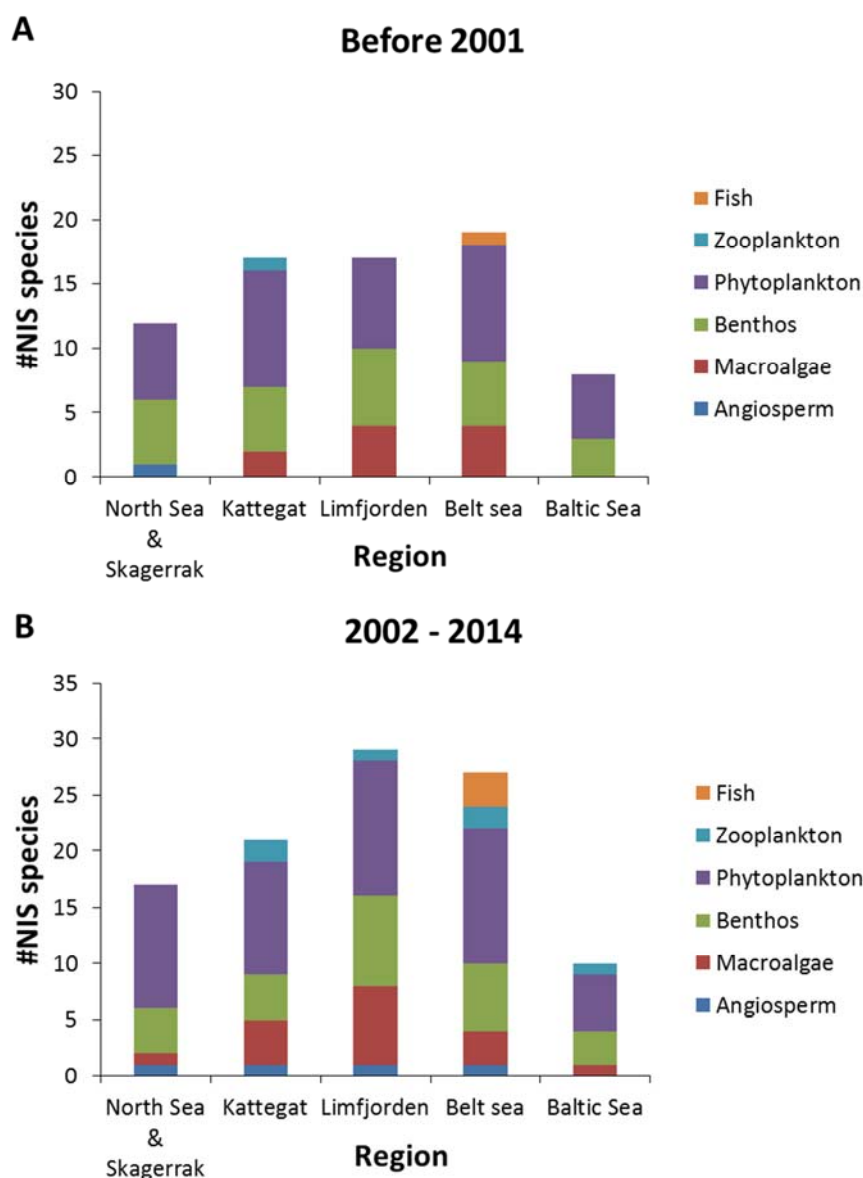 A
Before 2001
#NIS species
30
25
20
15
10
5
0
North Sea
&
Skagerrak
Kattegat
Limfjorden
Belt sea
Baltic Sea
Region
Fish
Zooplankton
Phytoplankton
Benthos
Macroalgae
Angiosperm
B
2002 - 2014
#NIS species
35
30
25
20
15
10
5
0
North Sea
&
Skagerrak
Kattegat
Limfjorden
Belt sea
Baltic Sea
Region
Fish
Zooplankton
Phytoplankton
Benthos
Macroalgae
Angiosperm